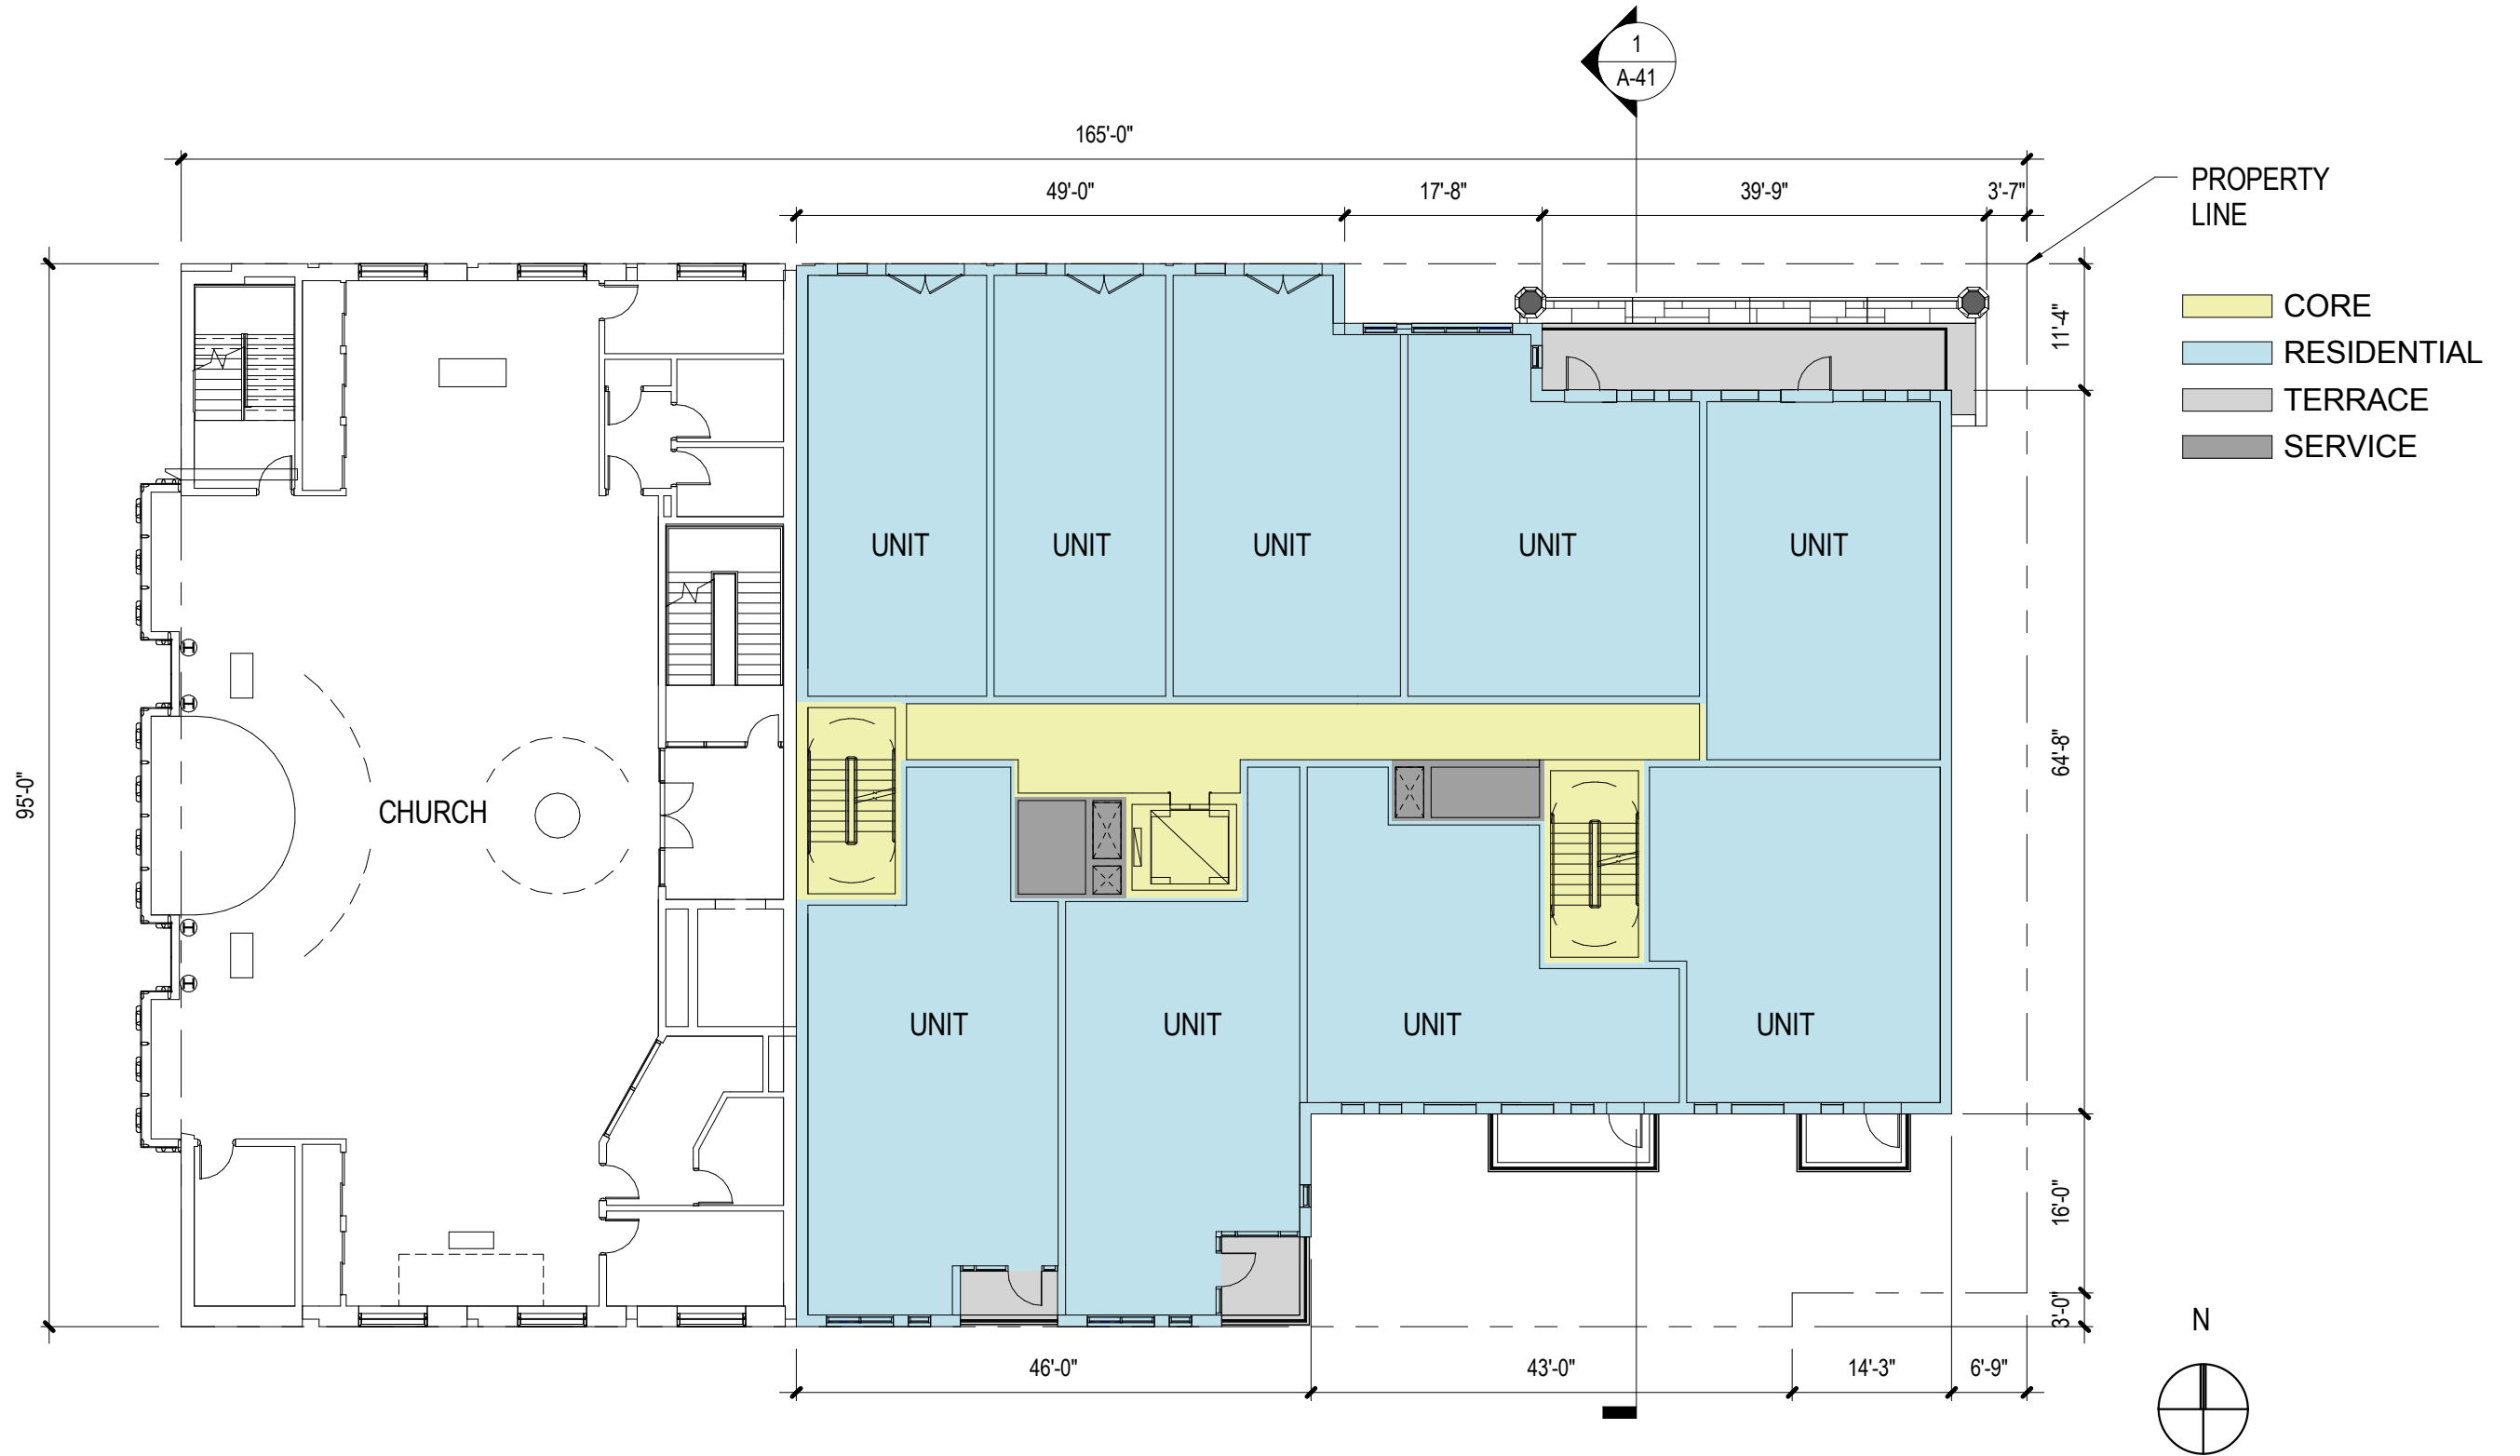 1
A-41
165'-0"
49'-0"
17'-8"
39'-9"
3'-7"
PROPERTY
LINE
CORE
RESIDENTIAL
TERRACE
SERVICE
11'-4"
UNIT
UNIT
UNIT
UNIT
UNIT
95'-0"
CHURCH
64'-8"
UNIT
UNIT
UNIT
UNIT
16'-0"
3'-0"
N
46'-0"
43'-0"
14'-3"
6'-9"